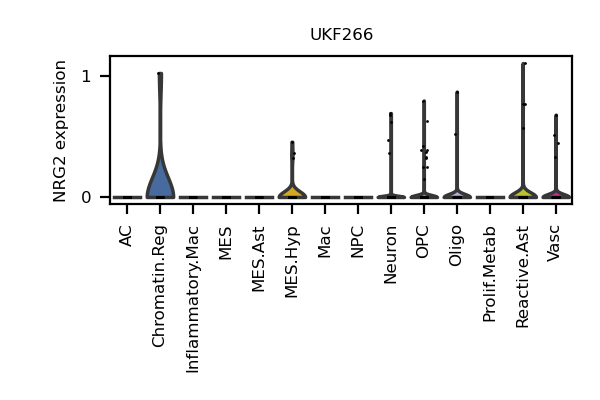 UKF266
NRG2 expression
1
0
AC
Chromatin.Reg
Inflammatory.Mac
MES
MES.Ast
MES.Hyp
Mac
NPC
Neuron
OPC
Oligo
Prolif.Metab
Reactive.Ast
Vasc